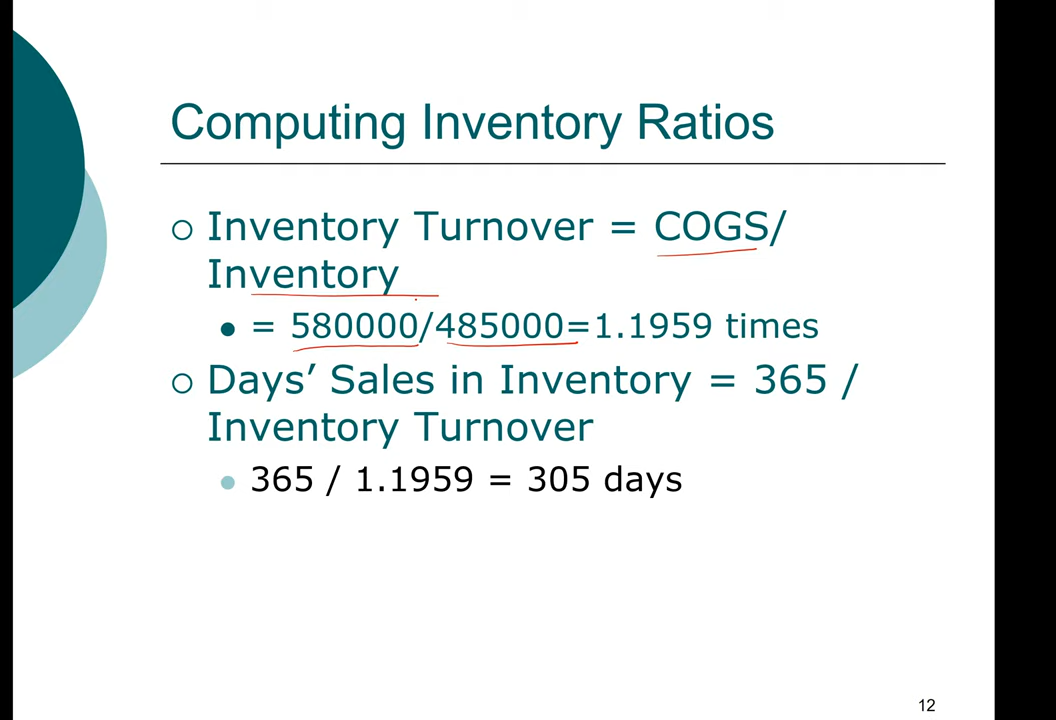 Computing Inventory Ratios
Inventory Turnover = COGS/
Inventory
= 580000/485000=1.1959 times
Days’ Sales in Inventory = 365 /
Inventory Turnover
365 / 1.1959 = 305 days
12